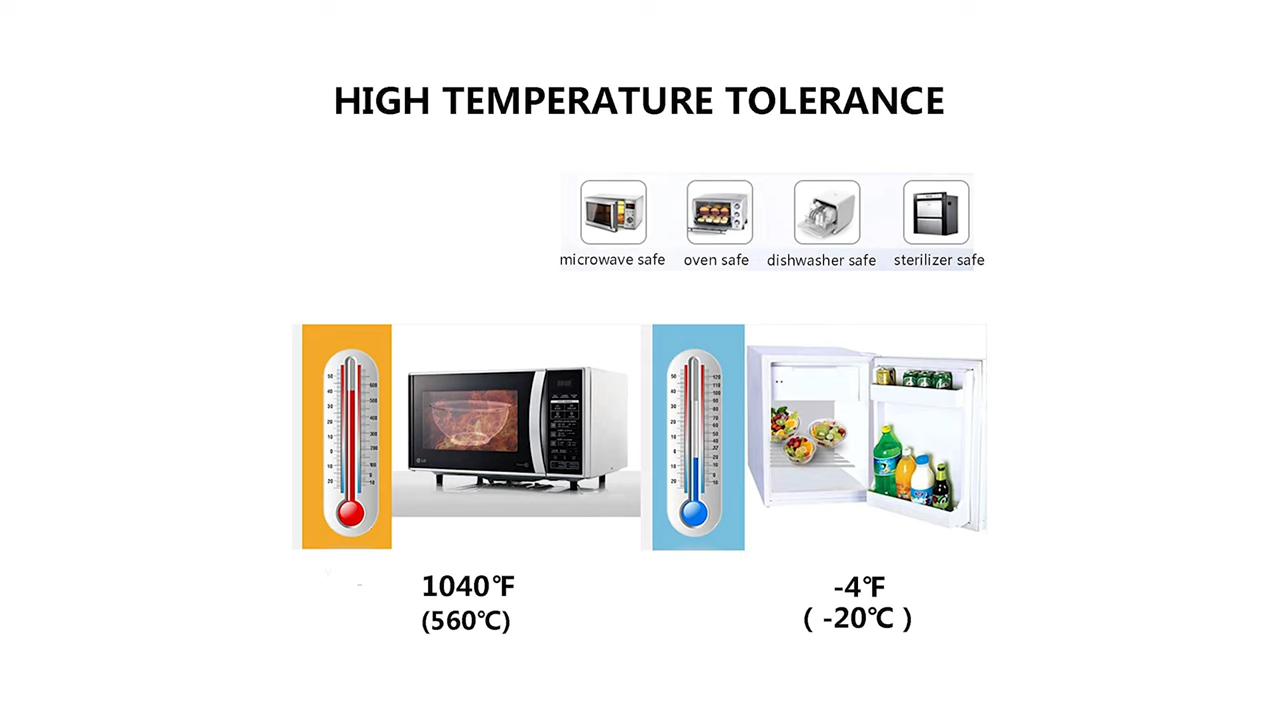 HIGH TEMPERATURE TOLERANCE
microwave safe oven safe dishwasher safe sterilizer safe
1040℉ -4℉
(560℃) ( -20℃ )